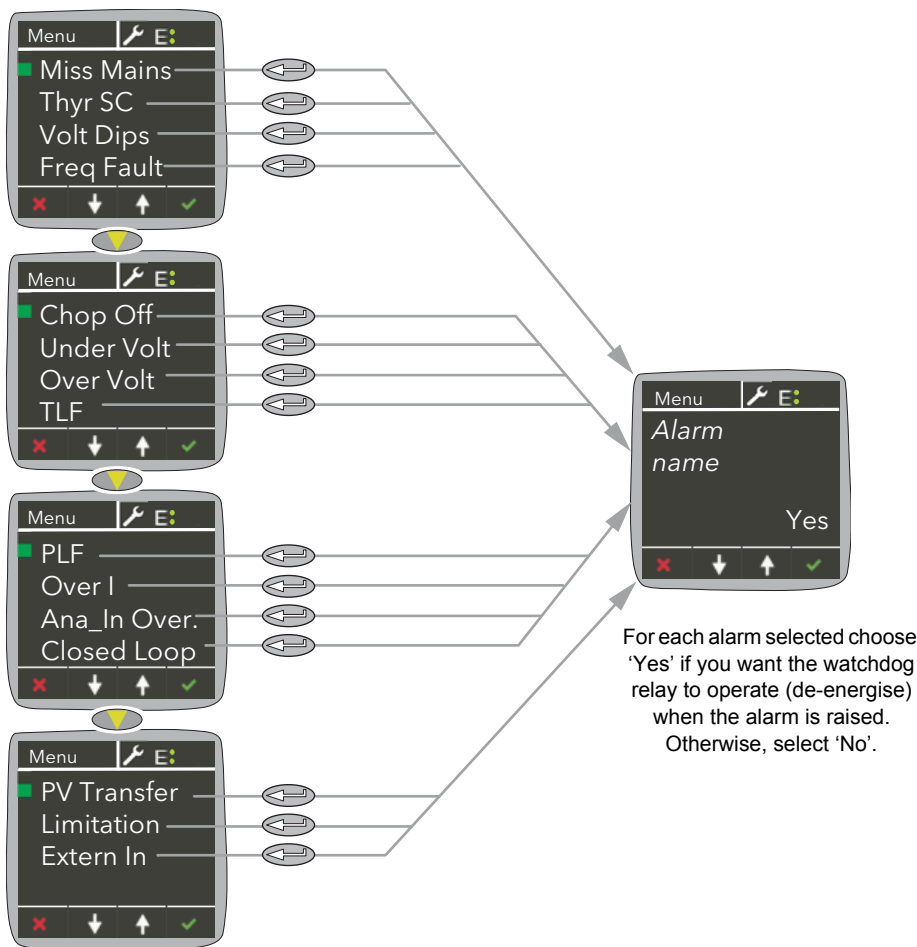 Menu E:
Miss Mains
Thyr SC
Volt Dips
Freq Fault
Menu E:
Chop Off
Under Volt
Over Volt
TLF
Menu E:
PLF
Over I
Ana_In Over.
Closed Loop
Menu E:
PV Transfer
Limitation
Extern In
Menu E:
Alarm
name
Yes
For each alarm selected choose
‘Yes’ if you want the watchdog
relay to operate (de-energise)
when the alarm is raised.
Otherwise, select ‘No’.